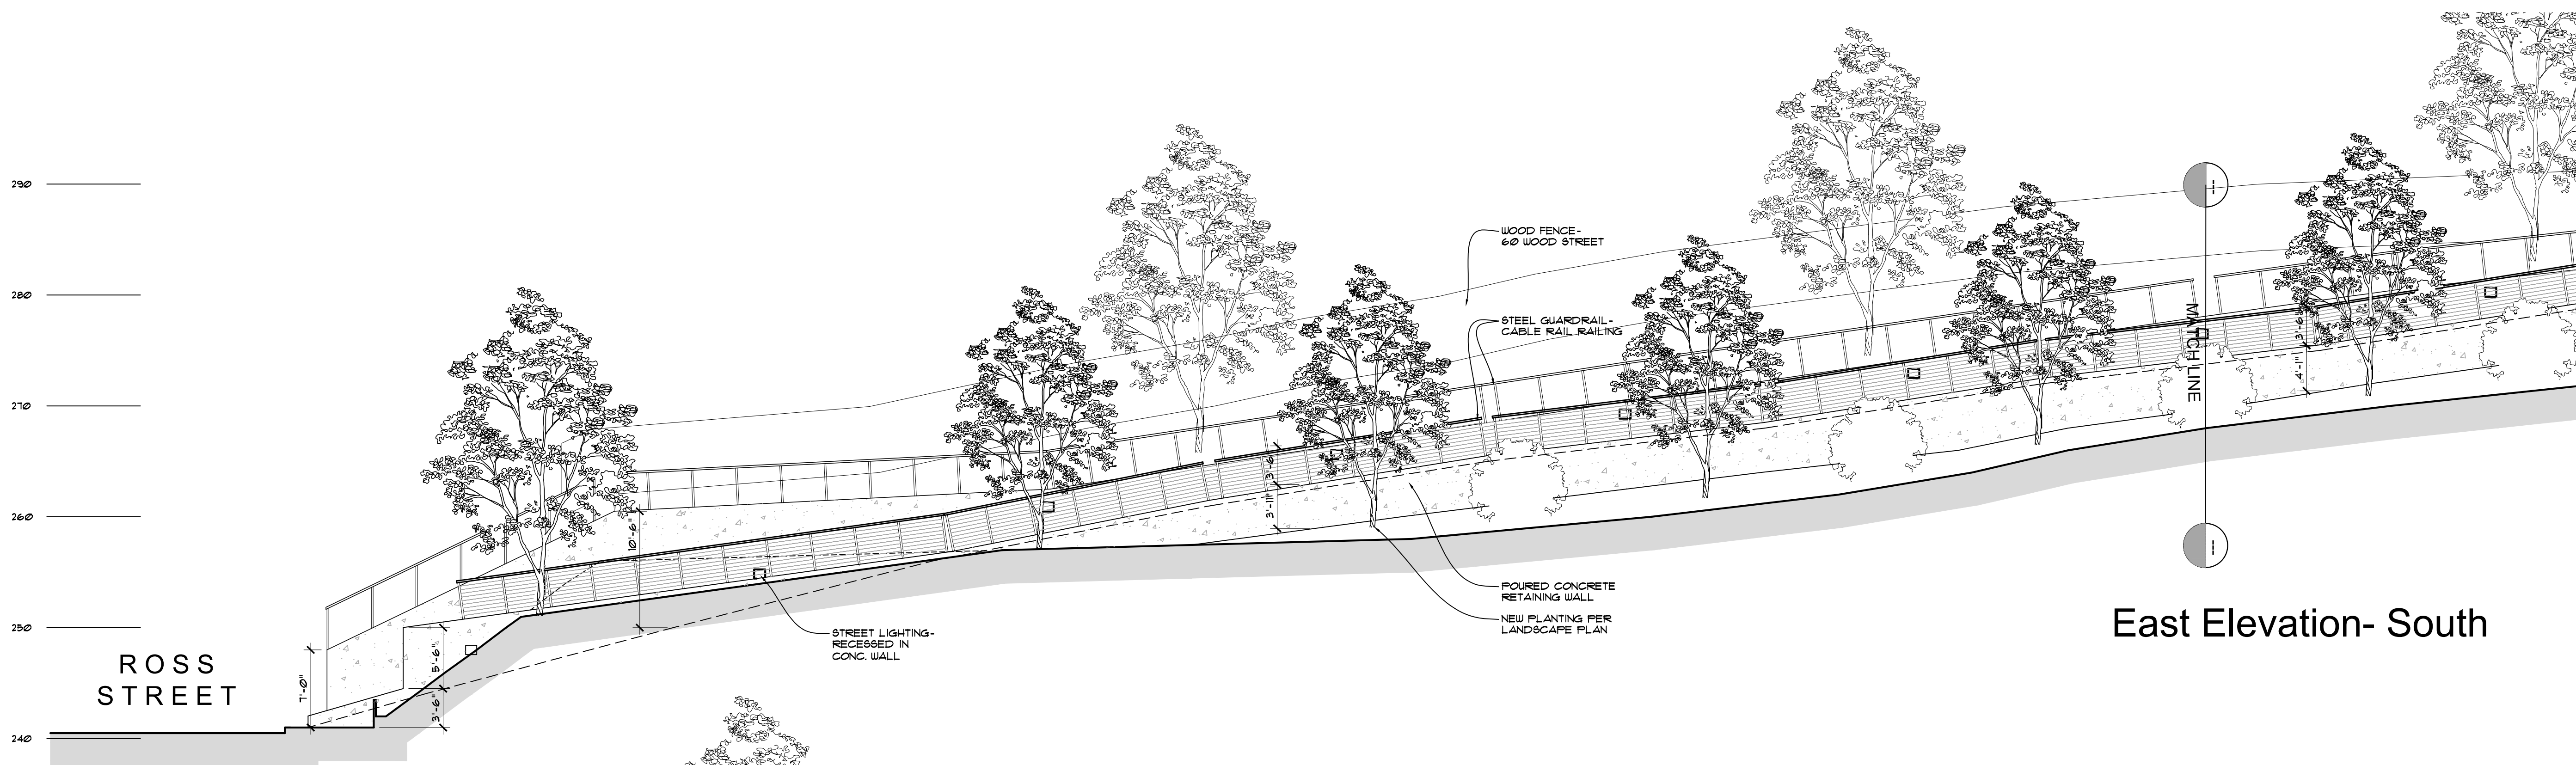 290
280
270
260
250
240
WOOD FENCE-
60 WOOD STREET
STEEL GUARDRAIL-
CABLE RAIL RAILING
MATCH LINE
3'-6"
4'-1"
3'-6"
3'-11"
10'-6"
POURED CONCRETE
RETAINING WALL
NEW PLANTING PER
LANDSCAPE PLAN
STREET LIGHTING-
RECESSED IN
CONC. WALL
East Elevation- South
ROSS
STREET
7'-0"
5'-6"
3'-6"